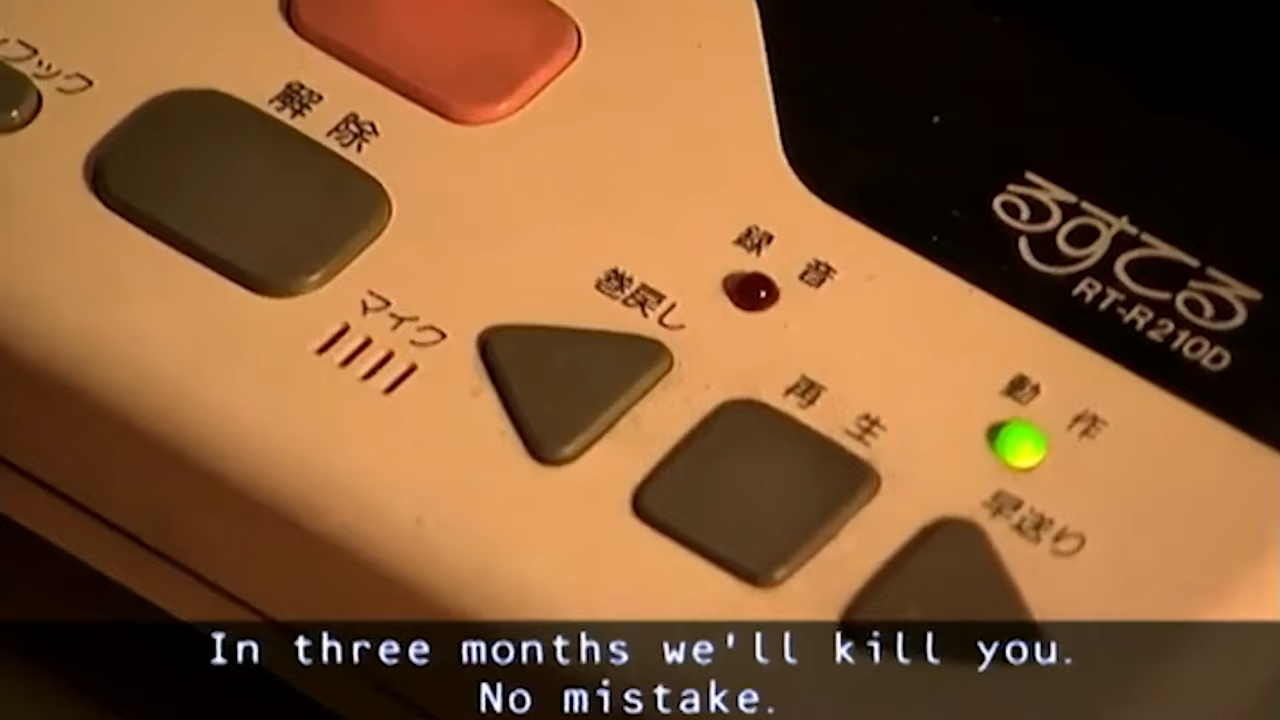 フック
解除
マイク
巻戻し
録音
再生
動作
早送り
るすてる
RT-R210D
In three months we'll kill you.
No mistake.